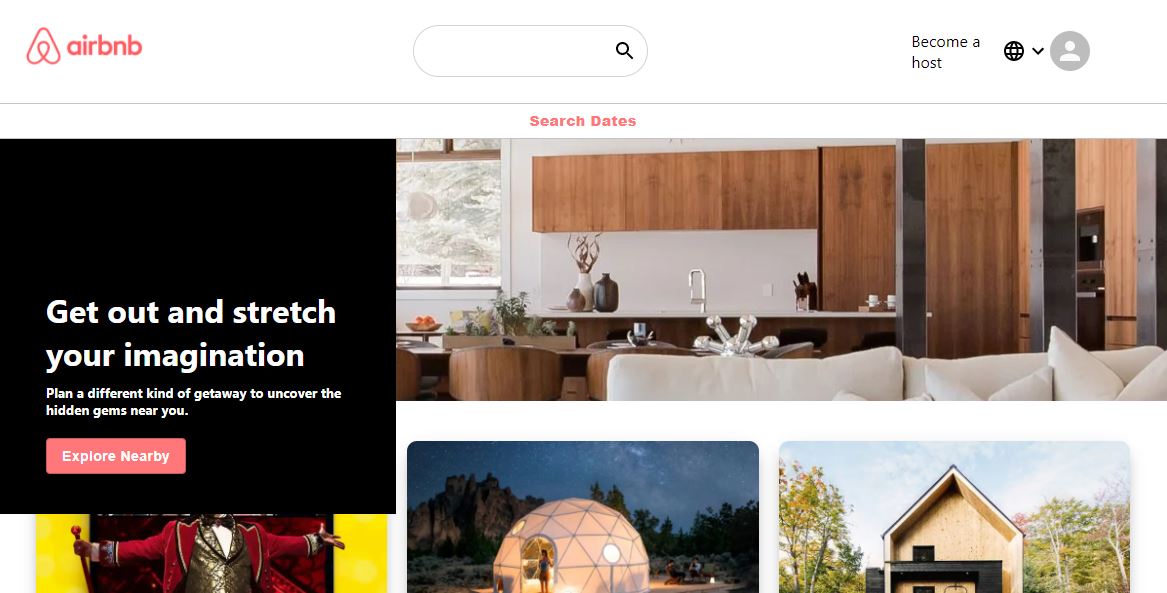 airbnb
Become a
host
Search Dates
Get out and stretch
your imagination
Plan a different kind of getaway to uncover the
hidden gems near you.
Explore Nearby